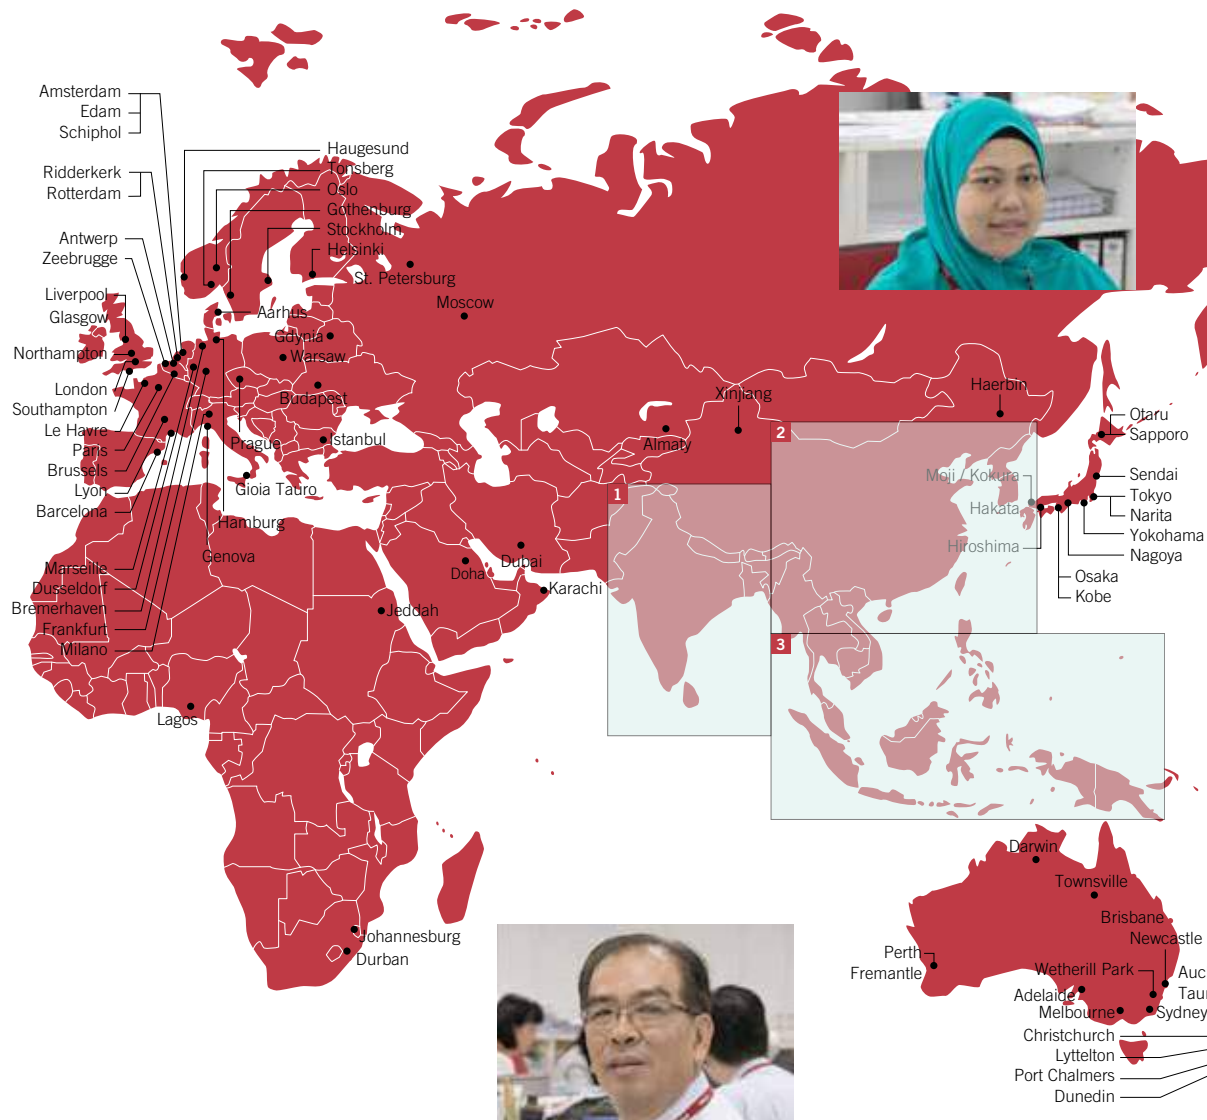 Amsterdam
Edam
Schiphol
Ridderkerk
Rotterdam
Antwerp
Zeebrugge
Liverpool
Glasgow
Northampton
London
Southampton
Le Havre
Paris
Brussels
Lyon
Barcelona
Marseille
Dusseldorf
Bremerhaven
Frankfurt
Milano
Haugesund
Tonsberg
Oslo
Gothenburg
Stockholm
Helsinki
St. Petersburg
Moscow
Aarhus
Gdynia
Warsaw
Budapest
Prague
Istanbul
Gioia Tauro
Hamburg
Genova
Doha
Dubai
Karachi
Jeddah
Lagos
Johannesburg
Durban
Almaty
Xinjiang
Haerbin
1
2
3
Moji / Kokura
Hakata
Hiroshima
Otaru
Sapporo
Sendai
Tokyo
Narita
Yokohama
Nagoya
Osaka
Kobe
Darwin
Townsville
Brisbane
Newcastle
Perth
Fremantle
Wetherill Park
Auc
Taur
Adelaide
Melbourne
Sydney
Christchurch
Lyttelton
Port Chalmers
Dunedin